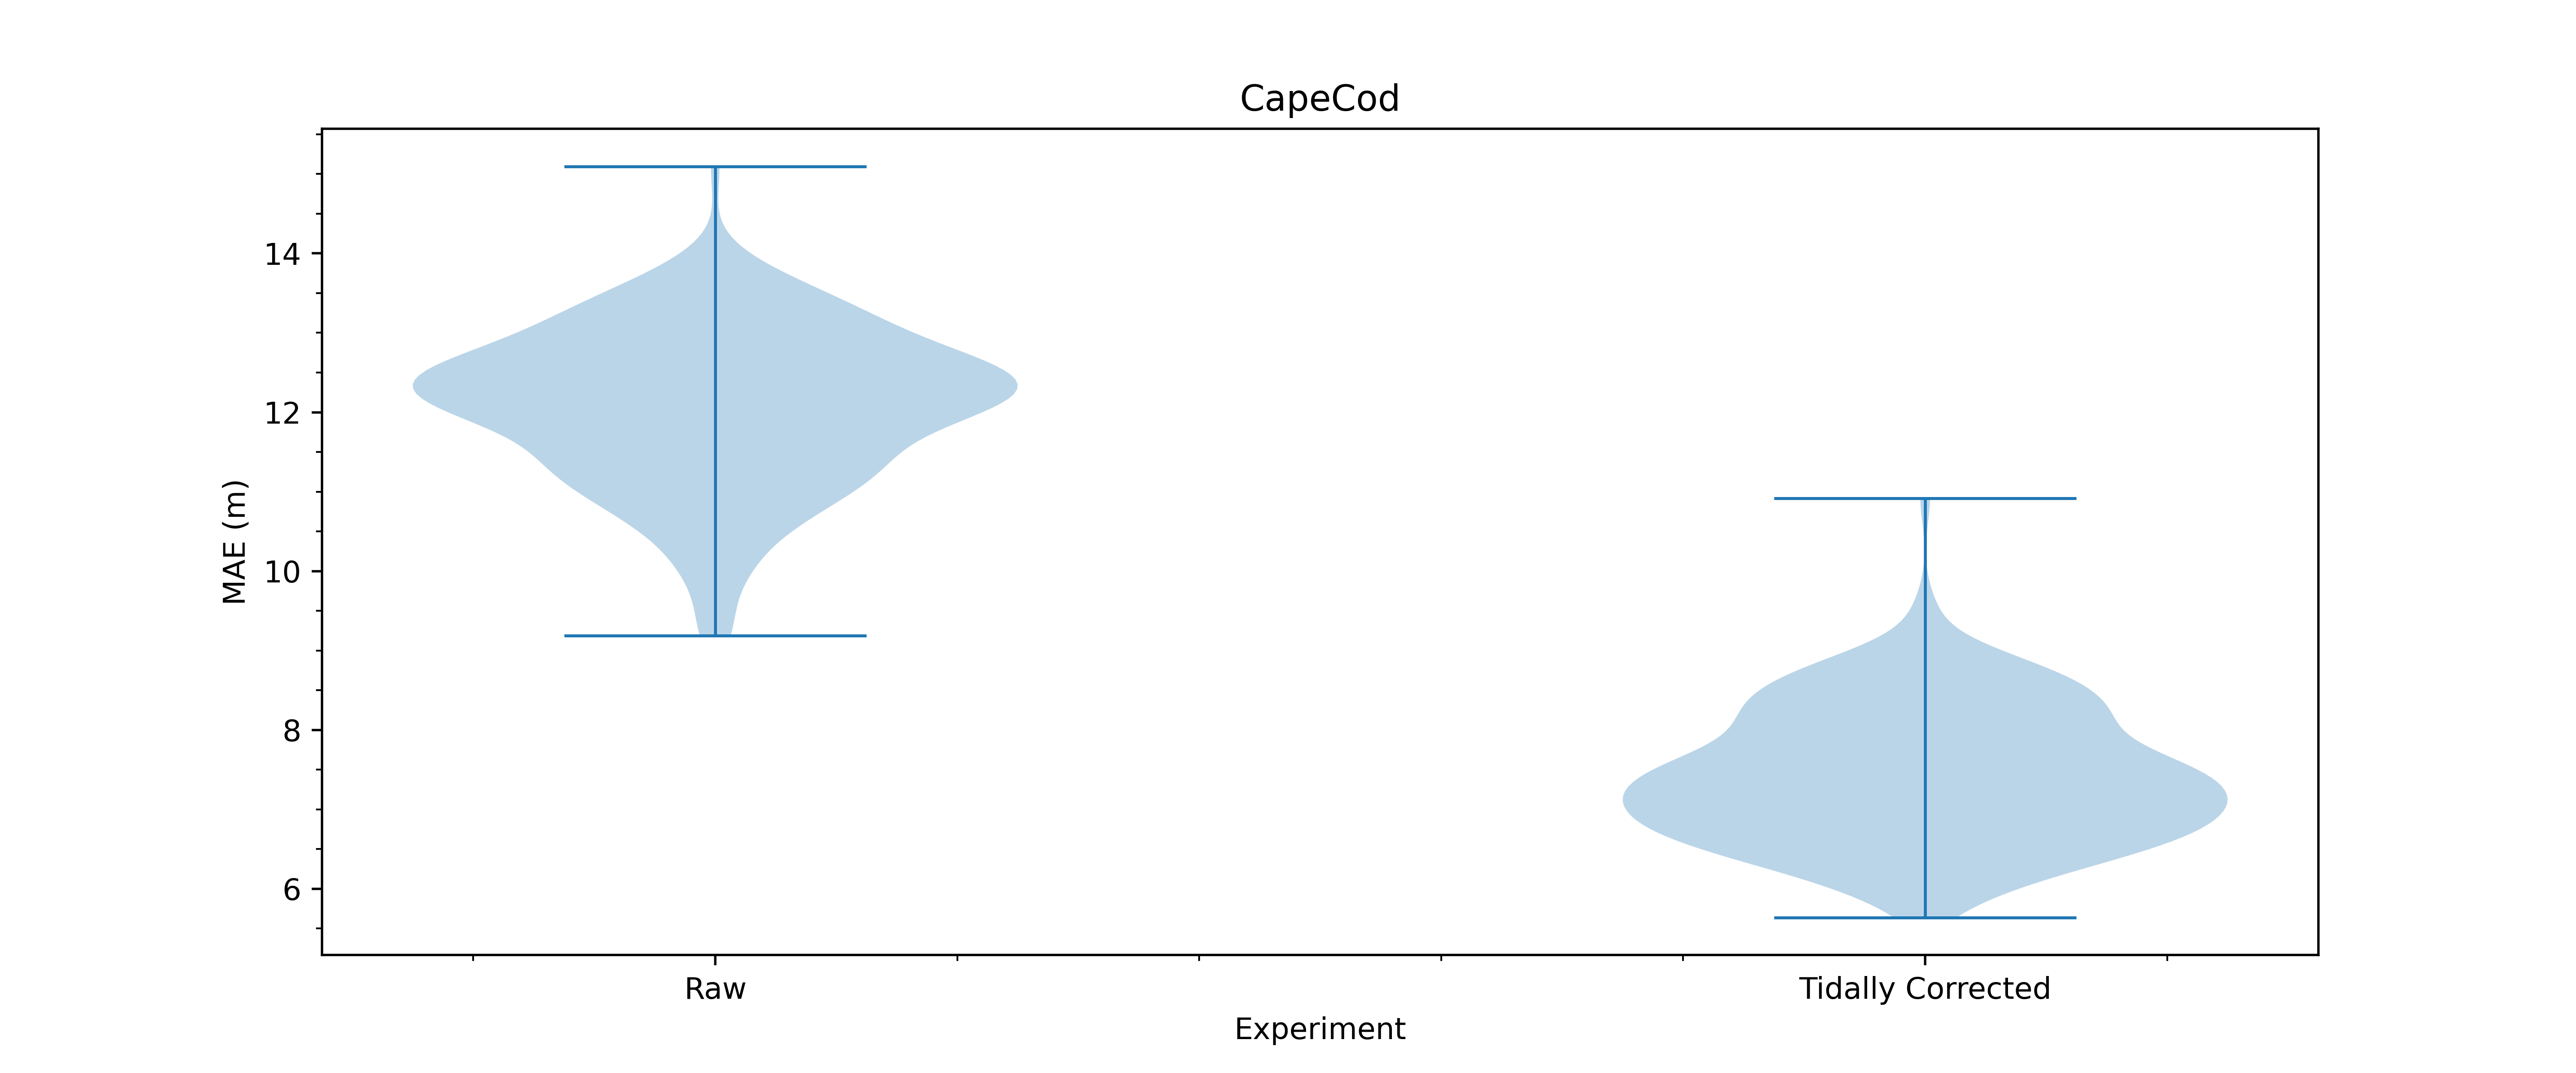 CapeCod
MAE (m)
14
12
10
8
6
Raw
Tidally Corrected
Experiment